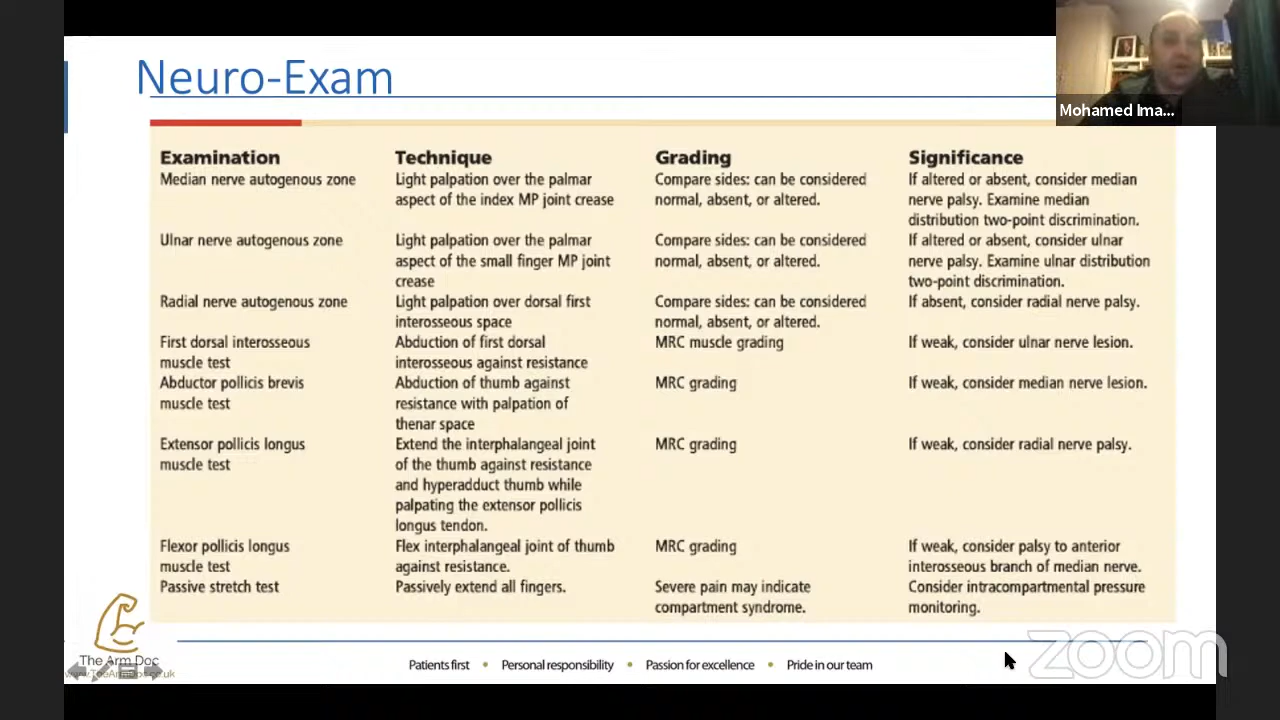 Neuro-Exam
Mohamed Ima...
Examination Technique Grading Significance
Median nerve autogenous zone
Light palpation over the palmar
aspect of the index MP joint crease
Compare sides: can be considered
normal, absent, or altered.
If altered or absent, consider median
nerve palsy. Examine median
distribution two-point discrimination.
Ulnar nerve autogenous zone
Light palpation over the palmar
aspect of the small finger MP joint
crease
Compare sides: can be considered
normal, absent, or altered.
If altered or absent, consider ulnar
nerve palsy. Examine ulnar distribution
two-point discrimination.
Radial nerve autogenous zone
Light palpation over dorsal first
interosseous space
Compare sides: can be considered
normal, absent, or altered.
If absent, consider radial nerve palsy.
First dorsal interosseous
muscle test
Abduction of first dorsal
interosseous against resistance
MRC muscle grading
If weak, consider ulnar nerve lesion.
Abductor pollicis brevis
muscle test
Abduction of thumb against
resistance with palpation of
thenar space
MRC grading
If weak, consider median nerve lesion.
Extensor pollicis longus
muscle test
Extend the interphalangeal joint
of the thumb against resistance
and hyperadduct thumb while
palpating the extensor pollicis
longus tendon.
MRC grading
If weak, consider radial nerve palsy.
Flexor pollicis longus
muscle test
Flex interphalangeal joint of thumb
against resistance.
MRC grading
If weak, consider palsy to anterior
interosseous branch of median nerve.
Passive stretch test
Passively extend all fingers.
Severe pain may indicate
compartment syndrome.
Consider intracompartmental pressure
monitoring.
The Arm Doc
Patients first • Personal responsibility • Passion for excellence • Pride in our team
zoom